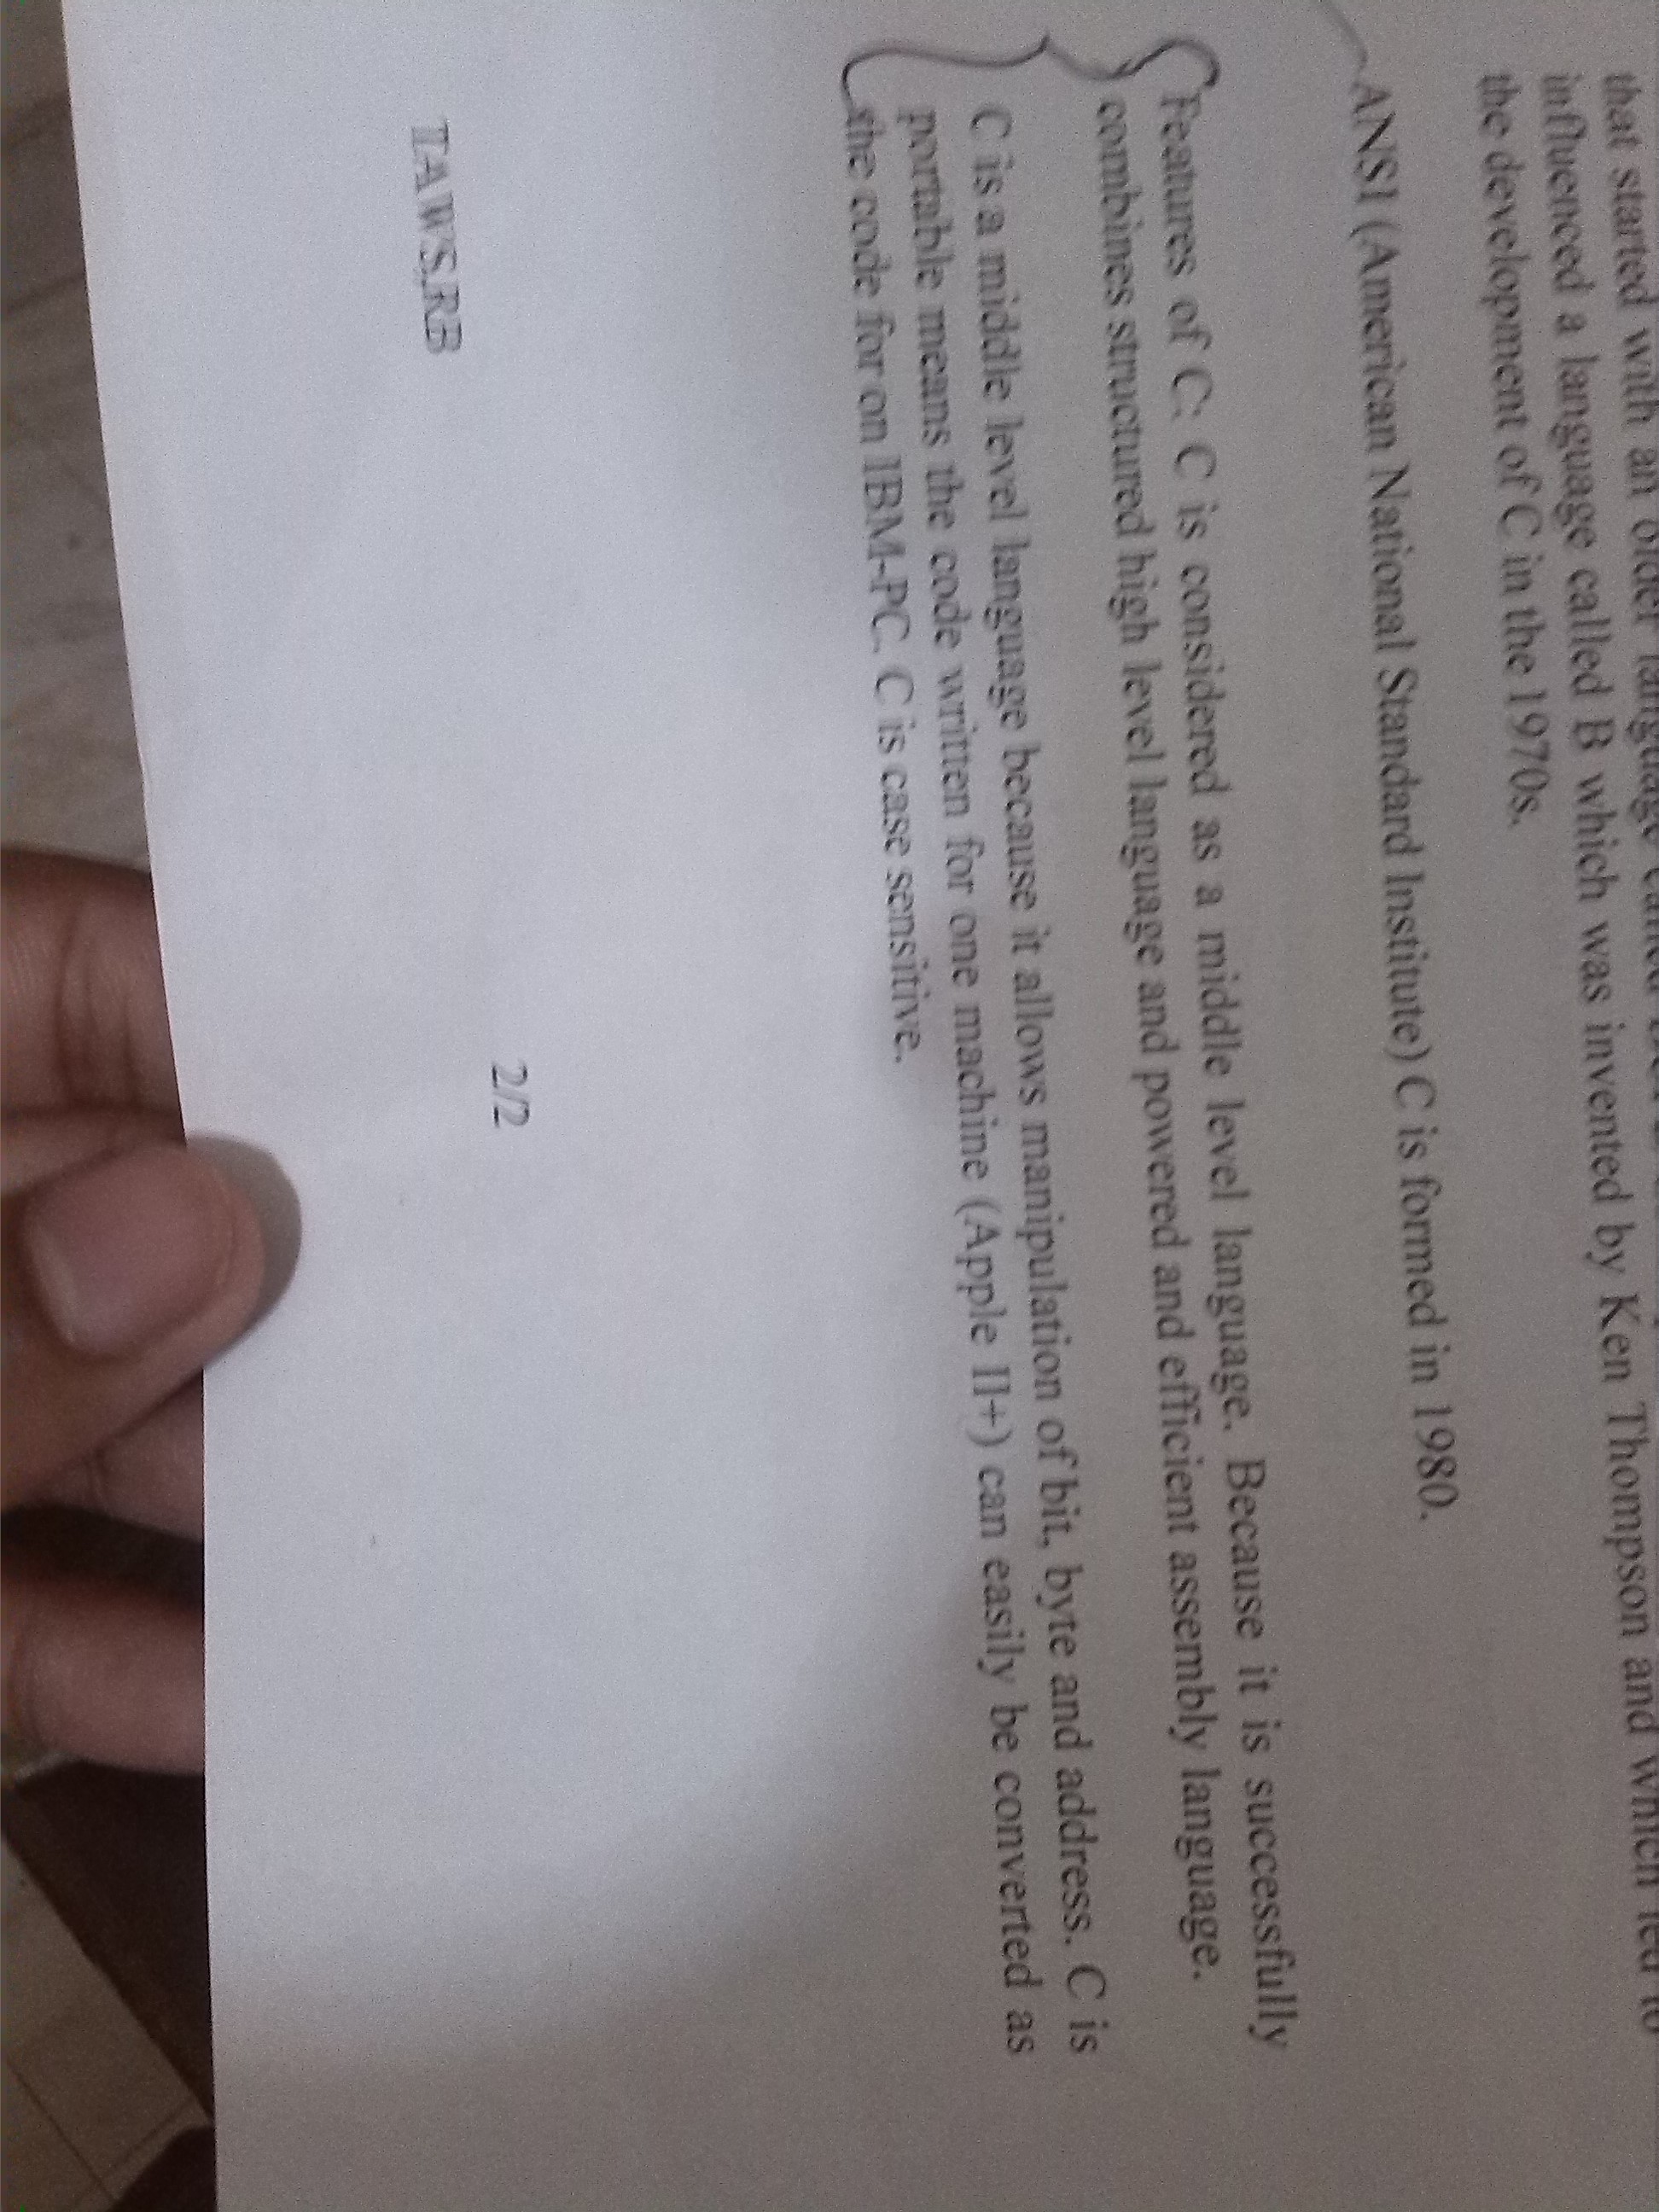 that started with an older language called
influenced a language called B which was invented by Ken Thompson and which led to
the development of C in the 1970s.
ANSI (American National Standard Institute) C is formed in 1980.
Features of C: C is considered as a middle level language. Because it is successfully
combines structured high level language and powered and efficient assembly language.
C is a middle level language because it allows manipulation of bit, byte and address. C is
portable means the code written for one machine (Apple II+) can easily be converted as
the code for on IBM-PC. C is case sensitive.
2/2
TAWS.RB